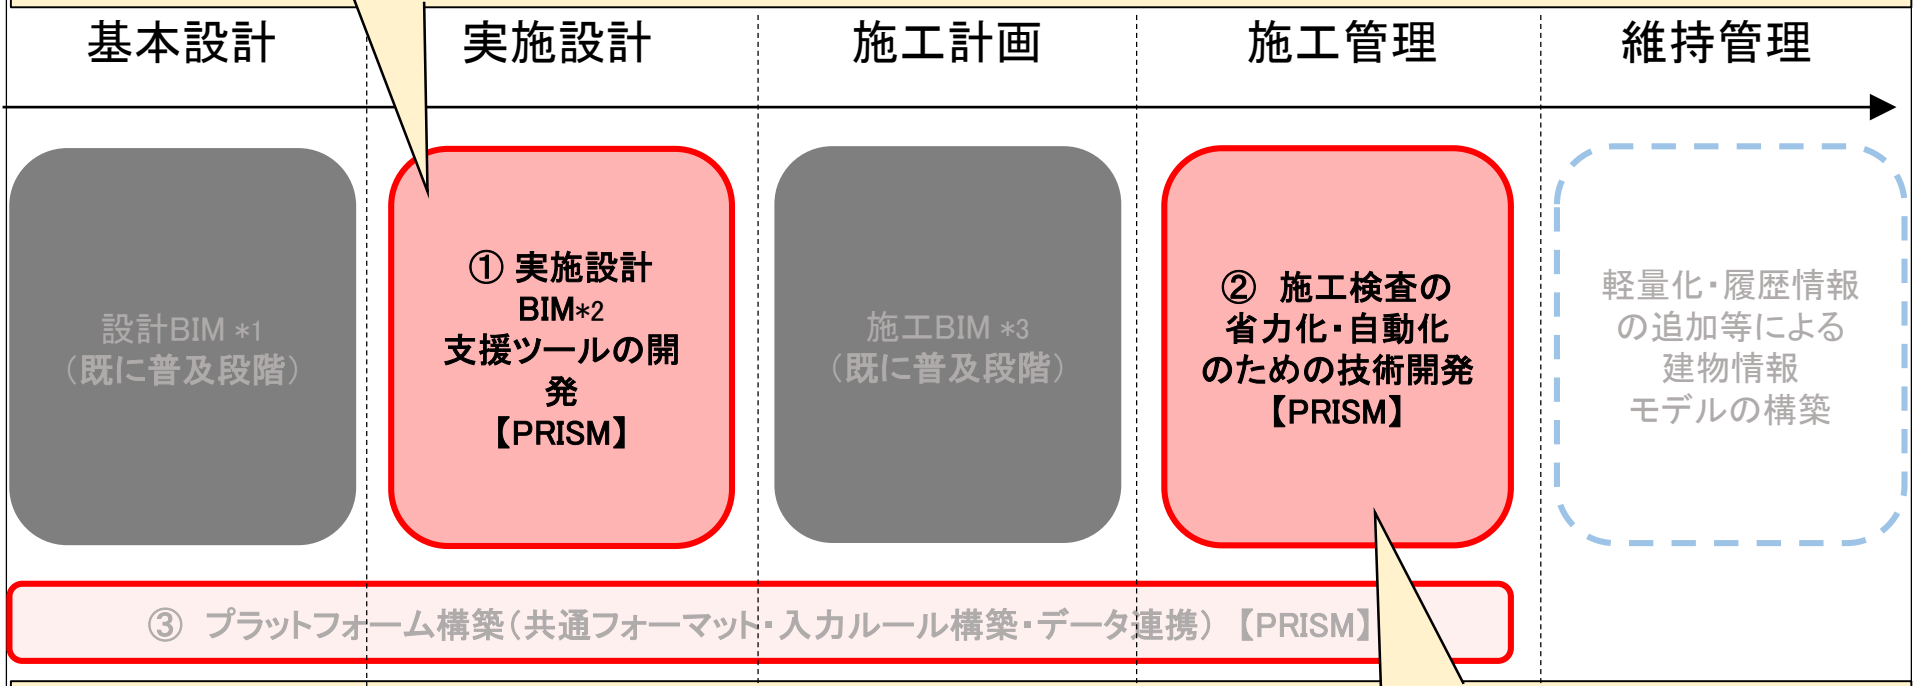 基本設計
実施設計
施工計画
施工管理
維持管理
設計BIM *1
（既に普及段階）
① 実施設計
BIM*2
支援ツールの開
発
【PRISM】
施工BIM *3
（既に普及段階）
② 施工検査の
省力化・自動化
のための技術開発
【PRISM】
軽量化・履歴情報
の追加等による
建物情報
モデルの構築
③ プラットフォーム構築（共通フォーマット・入力ルール構築・データ連携）【PRISM】